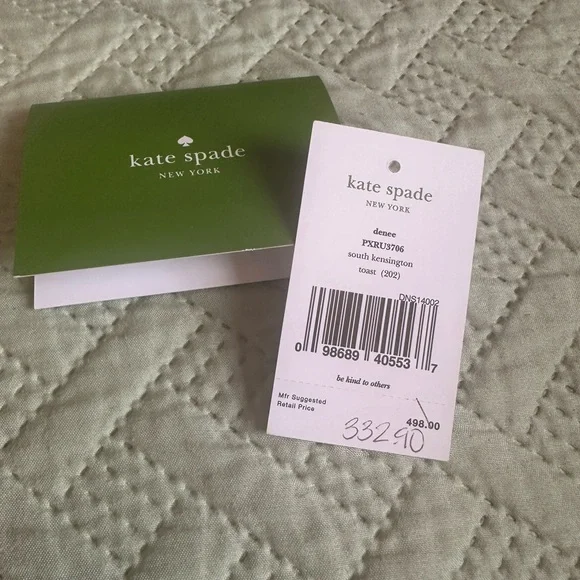 kate spade
NEW YORK
kate spade
NEW YORK
denee
PXRU3706
south kensington
toast (202)
DNS14002
0 98689 40553 7
be kind to others
Mfr Suggested
Retail Price
498.00
332.90